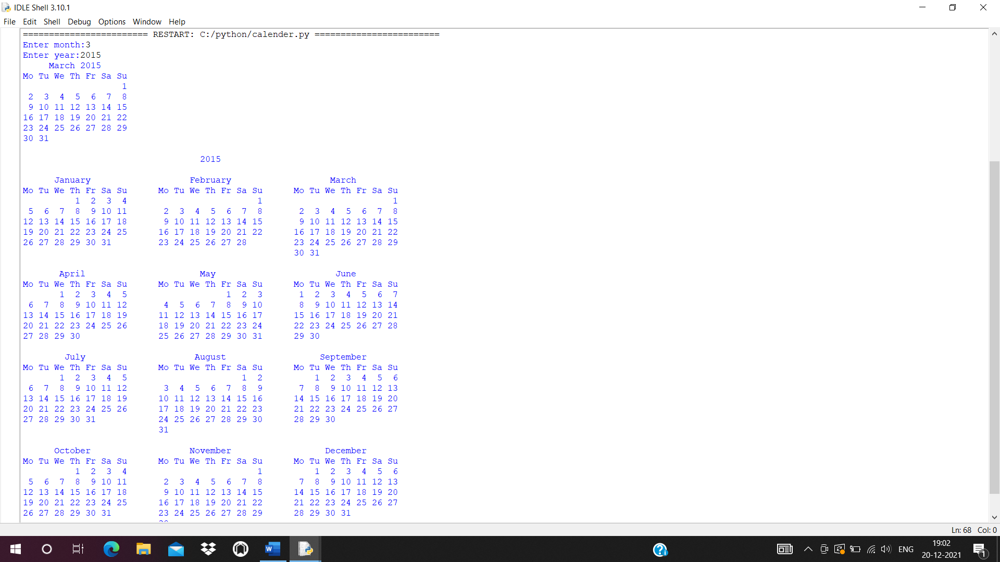 IDLE Shell 3.10.1
File Edit Shell Debug Options Window Help
======================== RESTART: C:/python/calender.py ========================
Enter month:3
Enter year:2015
     March 2015
Mo Tu We Th Fr Sa Su
                   1
 2  3  4  5  6  7  8
 9 10 11 12 13 14 15
16 17 18 19 20 21 22
23 24 25 26 27 28 29
30 31
                                  2015
      January                   February                   March
Mo Tu We Th Fr Sa Su      Mo Tu We Th Fr Sa Su      Mo Tu We Th Fr Sa Su
          1  2  3  4                         1                         1
 5  6  7  8  9 10 11       2  3  4  5  6  7  8       2  3  4  5  6  7  8
12 13 14 15 16 17 18       9 10 11 12 13 14 15       9 10 11 12 13 14 15
19 20 21 22 23 24 25      16 17 18 19 20 21 22      16 17 18 19 20 21 22
26 27 28 29 30 31         23 24 25 26 27 28         23 24 25 26 27 28 29
                                                    30 31
       April                      May                       June
Mo Tu We Th Fr Sa Su      Mo Tu We Th Fr Sa Su      Mo Tu We Th Fr Sa Su
       1  2  3  4  5                   1  2  3       1  2  3  4  5  6  7
 6  7  8  9 10 11 12       4  5  6  7  8  9 10       8  9 10 11 12 13 14
13 14 15 16 17 18 19      11 12 13 14 15 16 17      15 16 17 18 19 20 21
20 21 22 23 24 25 26      18 19 20 21 22 23 24      22 23 24 25 26 27 28
27 28 29 30               25 26 27 28 29 30 31      29 30
        July                     August                  September
Mo Tu We Th Fr Sa Su      Mo Tu We Th Fr Sa Su      Mo Tu We Th Fr Sa Su
       1  2  3  4  5                      1  2          1  2  3  4  5  6
 6  7  8  9 10 11 12       3  4  5  6  7  8  9       7  8  9 10 11 12 13
13 14 15 16 17 18 19      10 11 12 13 14 15 16      14 15 16 17 18 19 20
20 21 22 23 24 25 26      17 18 19 20 21 22 23      21 22 23 24 25 26 27
27 28 29 30 31            24 25 26 27 28 29 30      28 29 30
                          31
      October                   November                  December
Mo Tu We Th Fr Sa Su      Mo Tu We Th Fr Sa Su      Mo Tu We Th Fr Sa Su
          1  2  3  4                         1          1  2  3  4  5  6
 5  6  7  8  9 10 11       2  3  4  5  6  7  8       7  8  9 10 11 12 13
12 13 14 15 16 17 18       9 10 11 12 13 14 15      14 15 16 17 18 19 20
19 20 21 22 23 24 25      16 17 18 19 20 21 22      21 22 23 24 25 26 27
26 27 28 29 30 31         23 24 25 26 27 28 29      28 29 30 31
Ln: 68 Col: 0
ENG
19:02
20-12-2021
1